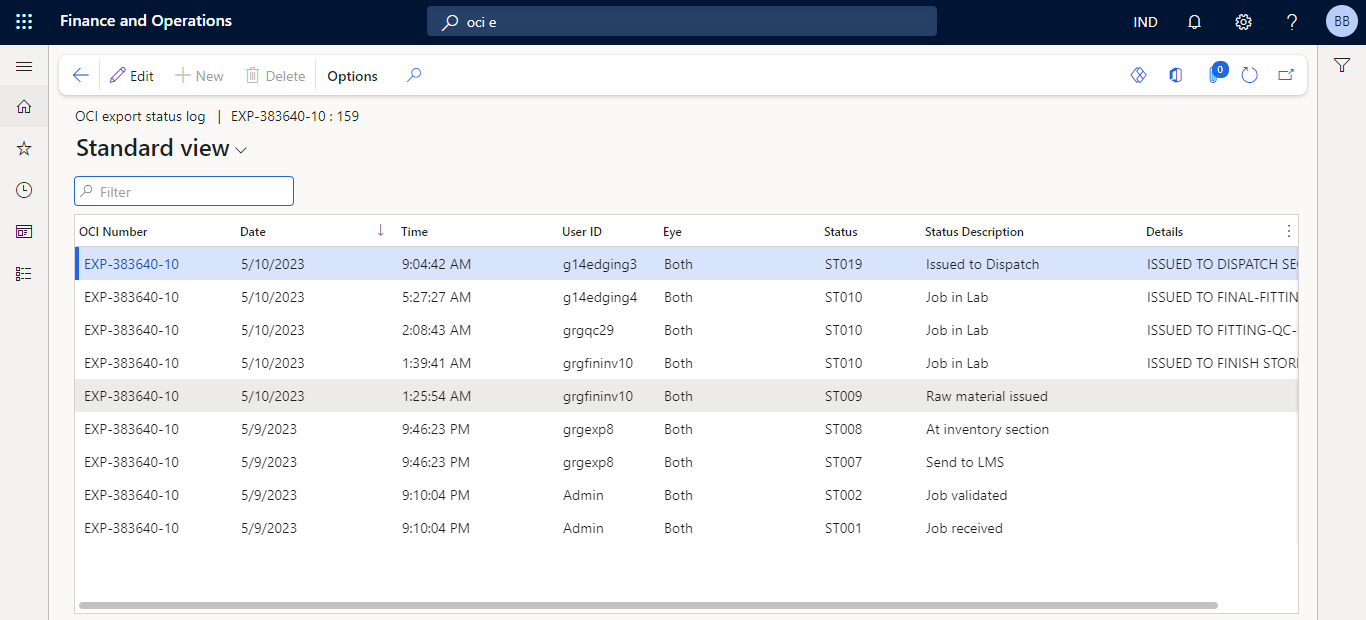 Finance and Operations
oci e
IND
?
BB
Edit
New
Delete
Options
0
OCI export status log | EXP-383640-10 : 159
Standard view
Filter
OCI Number Date Time User ID Eye Status Status Description Details
EXP-383640-10 5/10/2023 9:04:42 AM g14edging3 Both ST019 Issued to Dispatch ISSUED TO DISPATCH SE
EXP-383640-10 5/10/2023 5:27:27 AM g14edging4 Both ST010 Job in Lab ISSUED TO FINAL-FITTIN
EXP-383640-10 5/10/2023 2:08:43 AM grgqc29 Both ST010 Job in Lab ISSUED TO FITTING-QC-
EXP-383640-10 5/10/2023 1:39:41 AM grgfininv10 Both ST010 Job in Lab ISSUED TO FINISH STOR
EXP-383640-10 5/10/2023 1:25:54 AM grgfininv10 Both ST009 Raw material issued
EXP-383640-10 5/9/2023 9:46:23 PM grgexp8 Both ST008 At inventory section
EXP-383640-10 5/9/2023 9:46:23 PM grgexp8 Both ST007 Send to LMS
EXP-383640-10 5/9/2023 9:10:04 PM Admin Both ST002 Job validated
EXP-383640-10 5/9/2023 9:10:04 PM Admin Both ST001 Job received